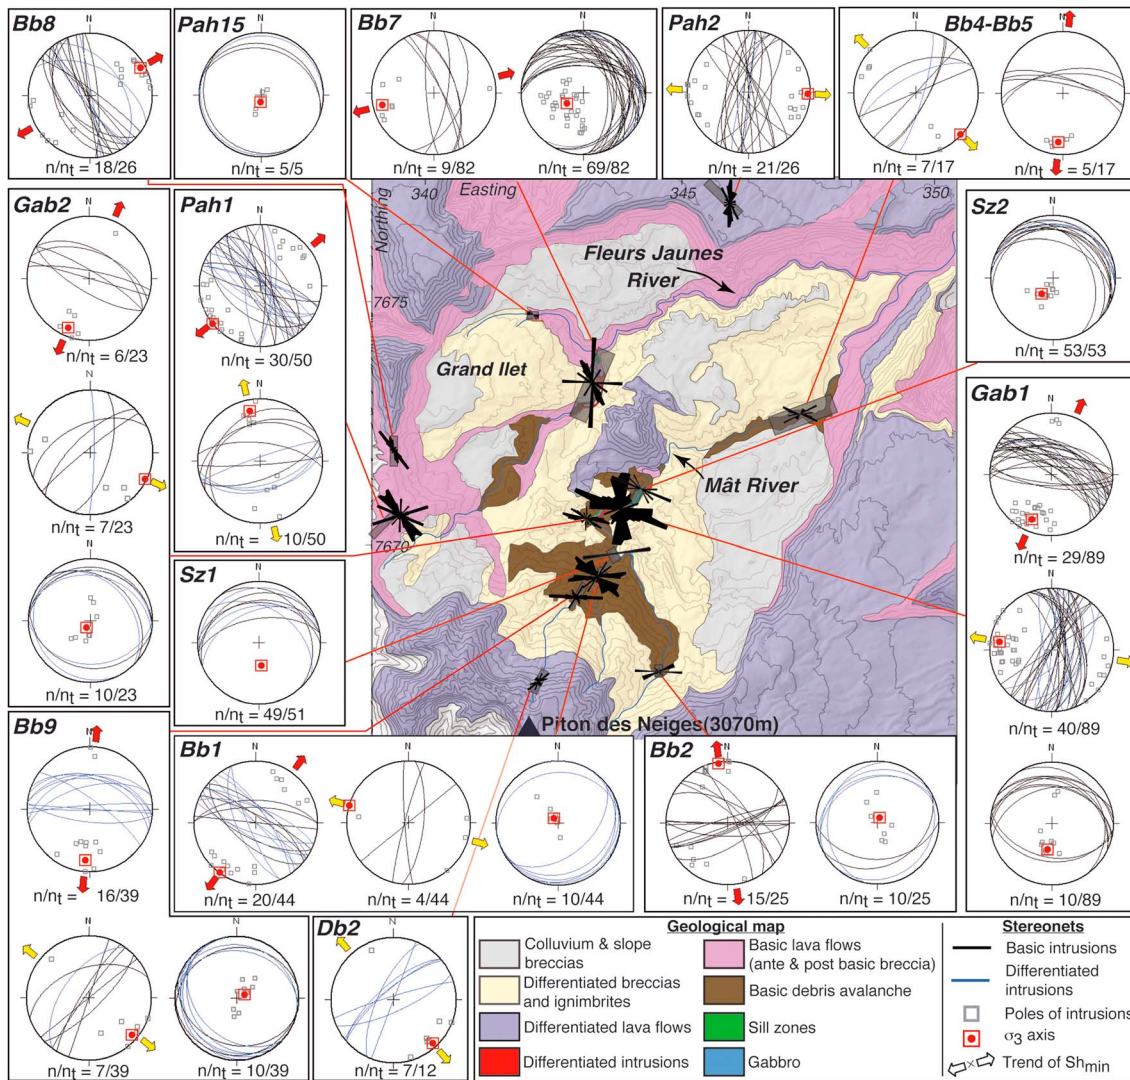 Bb8
N
n/nt = 18/26
Pah15
N
n/nt = 5/5
Bb7
N
n/nt = 9/82
N
n/nt = 69/82
Pah2
N
n/nt = 21/26
Bb4-Bb5
N
n/nt = 7/17
N
n/nt = 5/17
Gab2
N
n/nt = 6/23
N
n/nt = 7/23
N
n/nt = 10/23
Pah1
N
n/nt = 30/50
N
n/nt = 10/50
Sz1
N
n/nt = 49/51
340
Easting
345
350
Northing
7675
7670
Fleurs Jaunes
River
Grand Ilet
Mât River
Piton des Neiges(3070m)
Sz2
N
n/nt = 53/53
Gab1
N
n/nt = 29/89
N
n/nt = 40/89
N
n/nt = 10/89
Bb9
N
n/nt = 16/39
N
n/nt = 7/39
N
n/nt = 10/39
Bb1
N
n/nt = 20/44
N
n/nt = 4/44
N
n/nt = 10/44
Bb2
N
n/nt = 15/25
N
n/nt = 10/25
Db2
N
n/nt = 7/12
Geological map
Colluvium & slope
breccias
Differentiated breccias
and ignimbrites
Differentiated lava flows
Differentiated intrusions
Basic lava flows
(ante & post basic breccia)
Basic debris avalanche
Sill zones
Gabbro
Stereonets
Basic intrusions
Differentiated
intrusions
Poles of intrusions
σ3 axis
Trend of Shmin